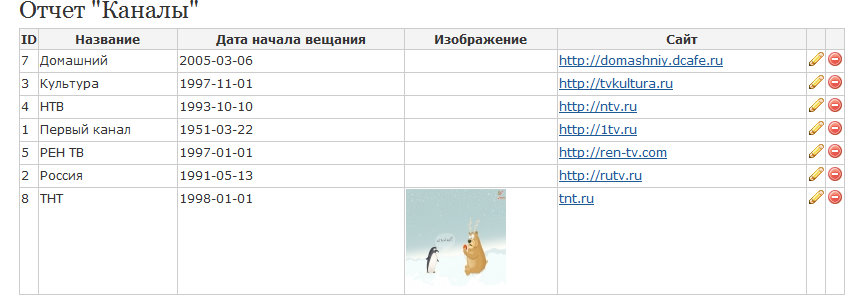 Отчет "Каналы"
ID Название Дата начала вещания Изображение Сайт
7 Домашний 2005-03-06 http://domashniy.dcafe.ru
3 Культура 1997-11-01 http://tvkultura.ru
4 НТВ 1993-10-10 http://ntv.ru
1 Первый канал 1951-03-22 http://1tv.ru
5 РЕН ТВ 1997-01-01 http://ren-tv.com
2 Россия 1991-05-13 http://rutv.ru
8 ТНТ 1998-01-01 tnt.ru